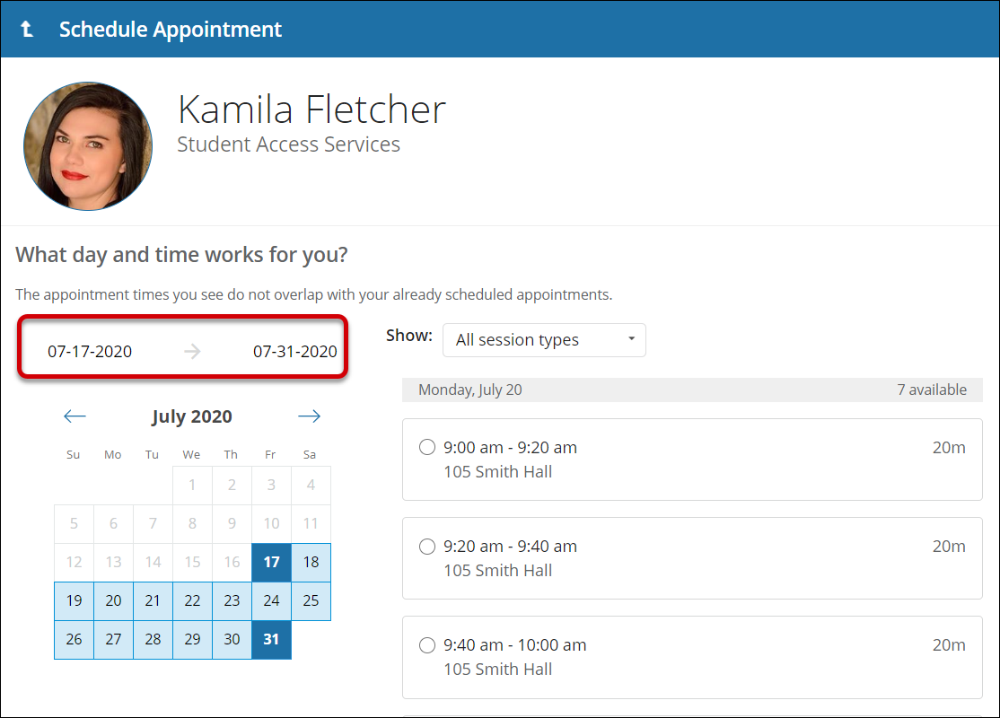 Schedule Appointment
Kamila Fletcher
Student Access Services
What day and time works for you?
The appointment times you see do not overlap with your already scheduled appointments.
07-17-2020 → 07-31-2020
← July 2020 →
Su Mo Tu We Th Fr Sa
1 2 3 4
5 6 7 8 9 10 11
12 13 14 15 16 17 18
19 20 21 22 23 24 25
26 27 28 29 30 31
Show: All session types
Monday, July 20 7 available
9:00 am - 9:20 am 20m
105 Smith Hall
9:20 am - 9:40 am 20m
105 Smith Hall
9:40 am - 10:00 am 20m
105 Smith Hall